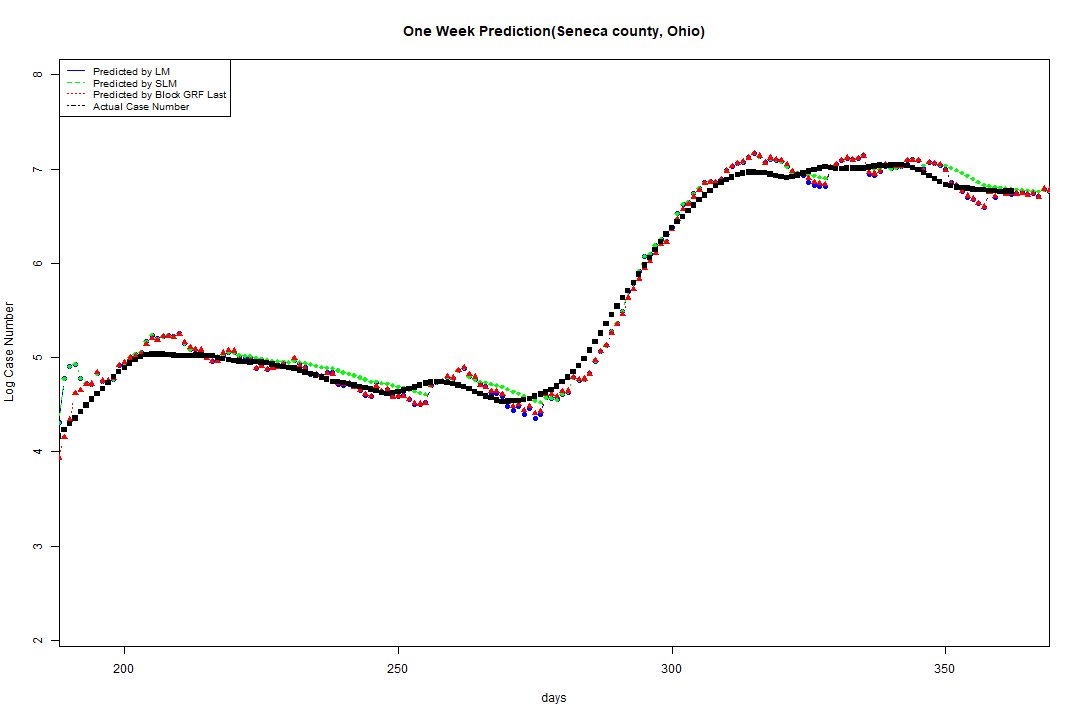 One Week Prediction(Seneca county, Ohio)
Predicted by LM
Predicted by SLM
Predicted by Block GRF Last
Actual Case Number
8
7
6
5
4
3
2
Log Case Number
200 250 300 350
days